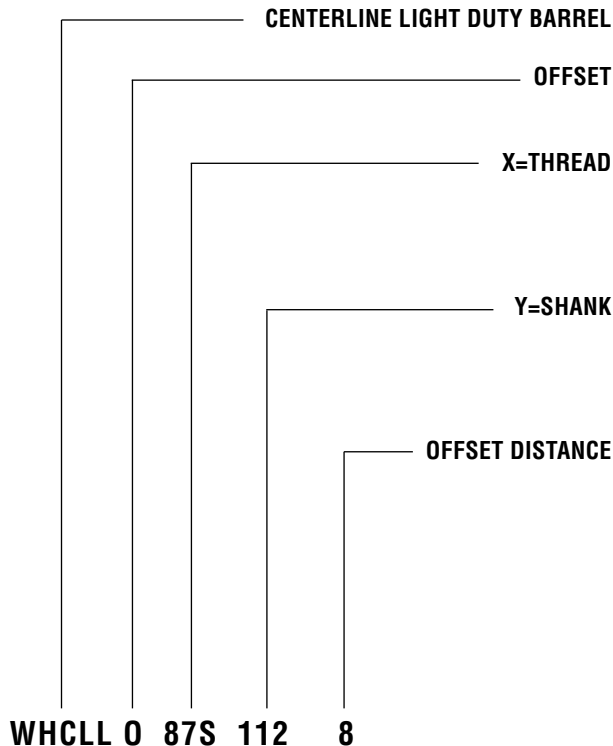 CENTERLINE LIGHT DUTY BARREL
OFFSET
X=THREAD
Y=SHANK
OFFSET DISTANCE
WHCLL O 87S 112 8